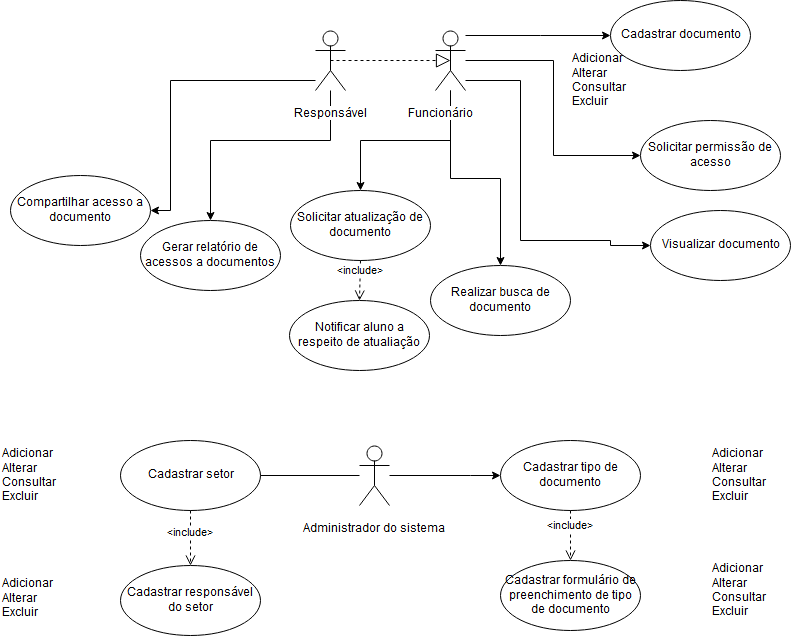 Cadastrar documento
Adicionar
Alterar
Consultar
Excluir
Responsável
Funcionário
Solicitar permissão de
acesso
Compartilhar acesso a
documento
Solicitar atualização de
documento
Gerar relatório de
acessos a documentos
Visualizar documento
<include>
Realizar busca de
documento
Notificar aluno a
respeito de atualiação
Adicionar
Alterar
Consultar
Excluir
Cadastrar setor
Cadastrar tipo de
documento
Adicionar
Alterar
Consultar
Excluir
Administrador do sistema
<include>
<include>
Adicionar
Alterar
Excluir
Cadastrar responsável
do setor
Cadastrar formulário de
preenchimento de tipo
de documento
Adicionar
Alterar
Consultar
Excluir